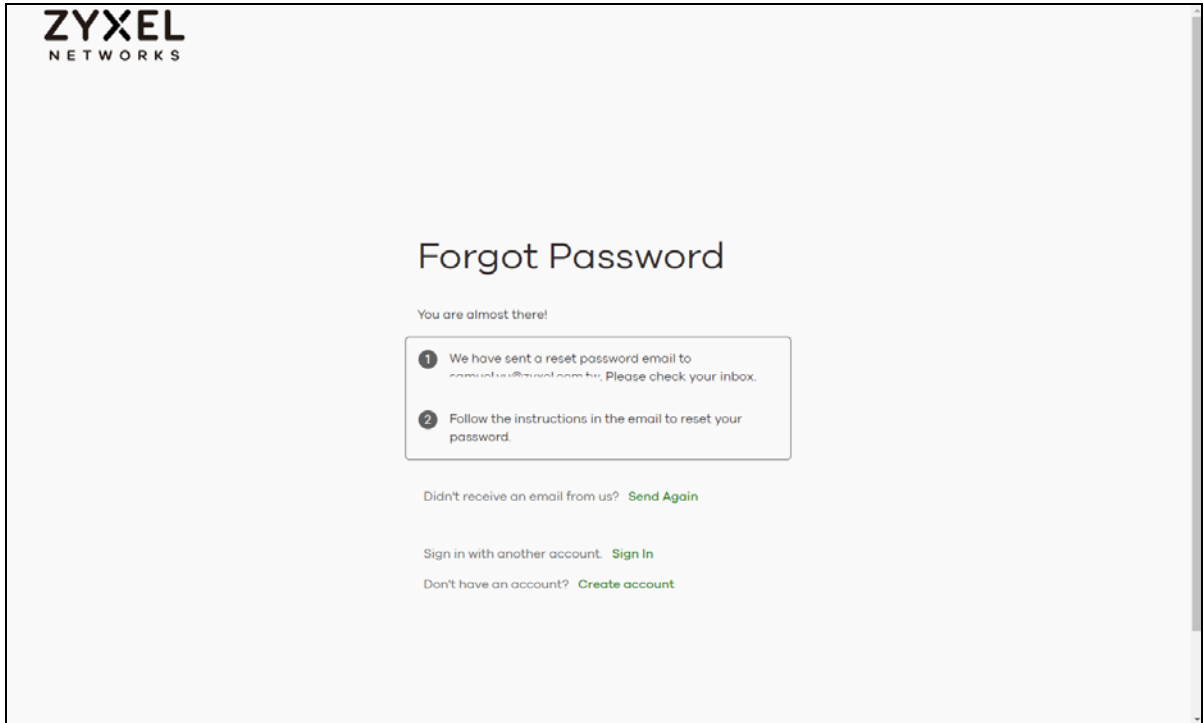 ZYXEL
NETWORKS
Forgot Password
You are almost there!
1 We have sent a reset password email to
. Please check your inbox.
2 Follow the instructions in the email to reset your
password.
Didn't receive an email from us? Send Again
Sign in with another account. Sign In
Don't have an account? Create account